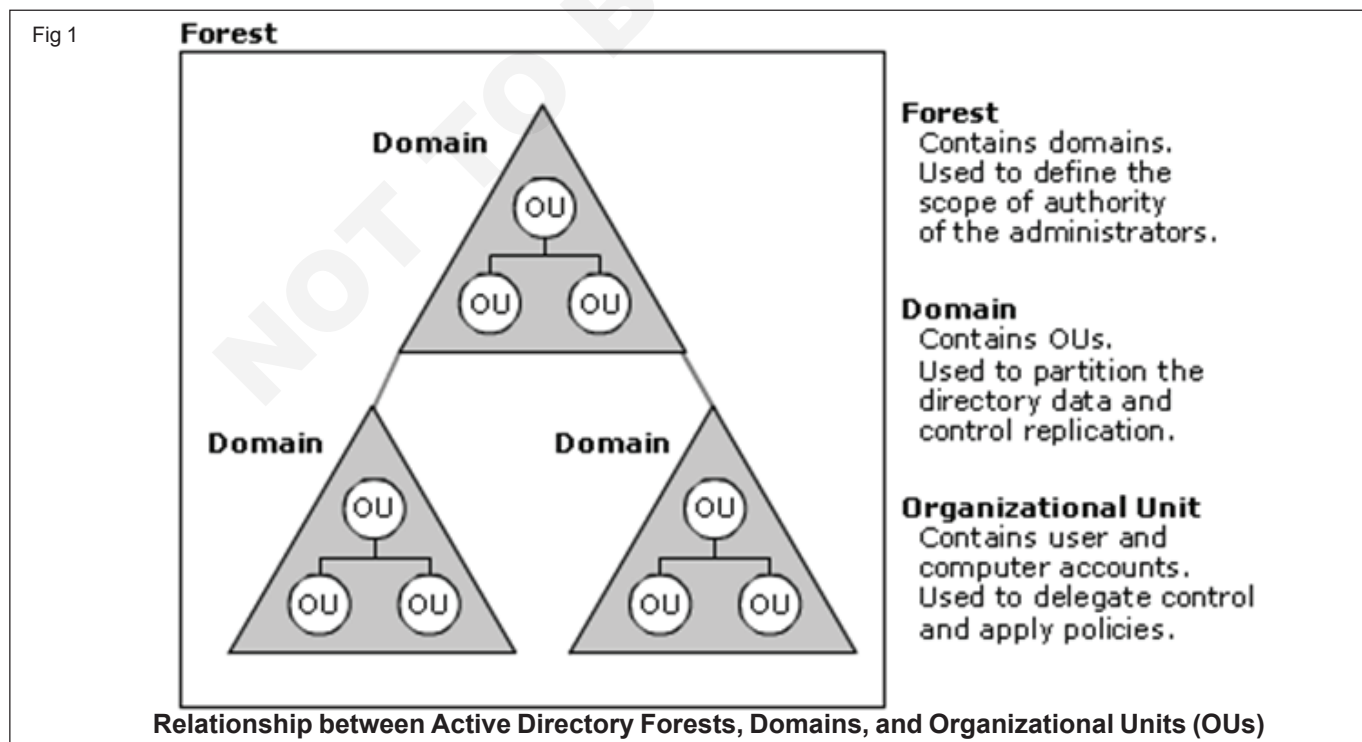 Fig 1
Forest
Domain
OU
OU OU
Domain
OU
OU OU
Domain
OU
OU OU
Forest
Contains domains.
Used to define the
scope of authority
of the administrators.
Domain
Contains OUs.
Used to partition the
directory data and
control replication.
Organizational Unit
Contains user and
computer accounts.
Used to delegate control
and apply policies.
Relationship between Active Directory Forests, Domains, and Organizational Units (OUs)
NOT TO B